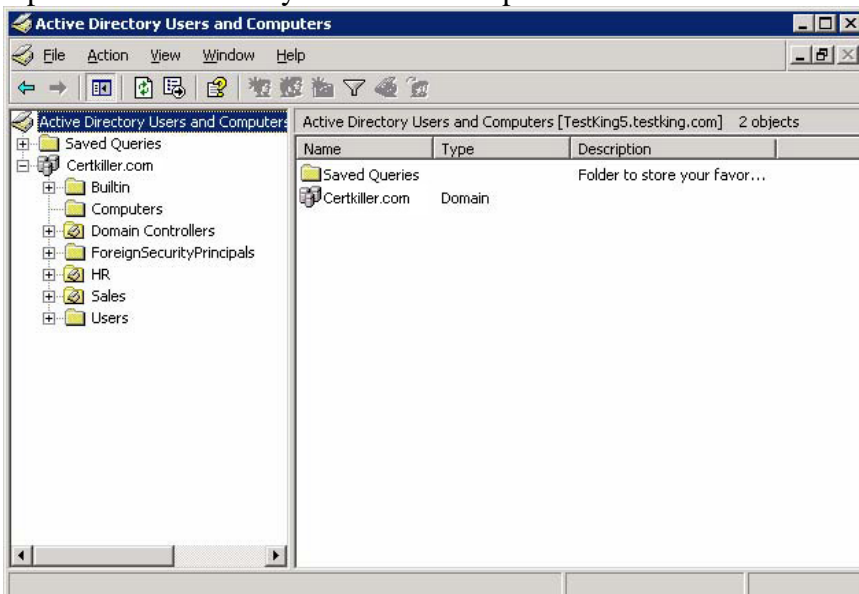 Active Directory Users and Computers
File Action View Window Help
Active Directory Users and Computers
Active Directory Users and Computers [TestKing5.testking.com] 2 objects
Saved Queries
Certkiller.com
Builtin
Computers
Domain Controllers
ForeignSecurityPrincipals
HR
Sales
Users
Name Type Description
Saved Queries Folder to store your favor...
Certkiller.com Domain